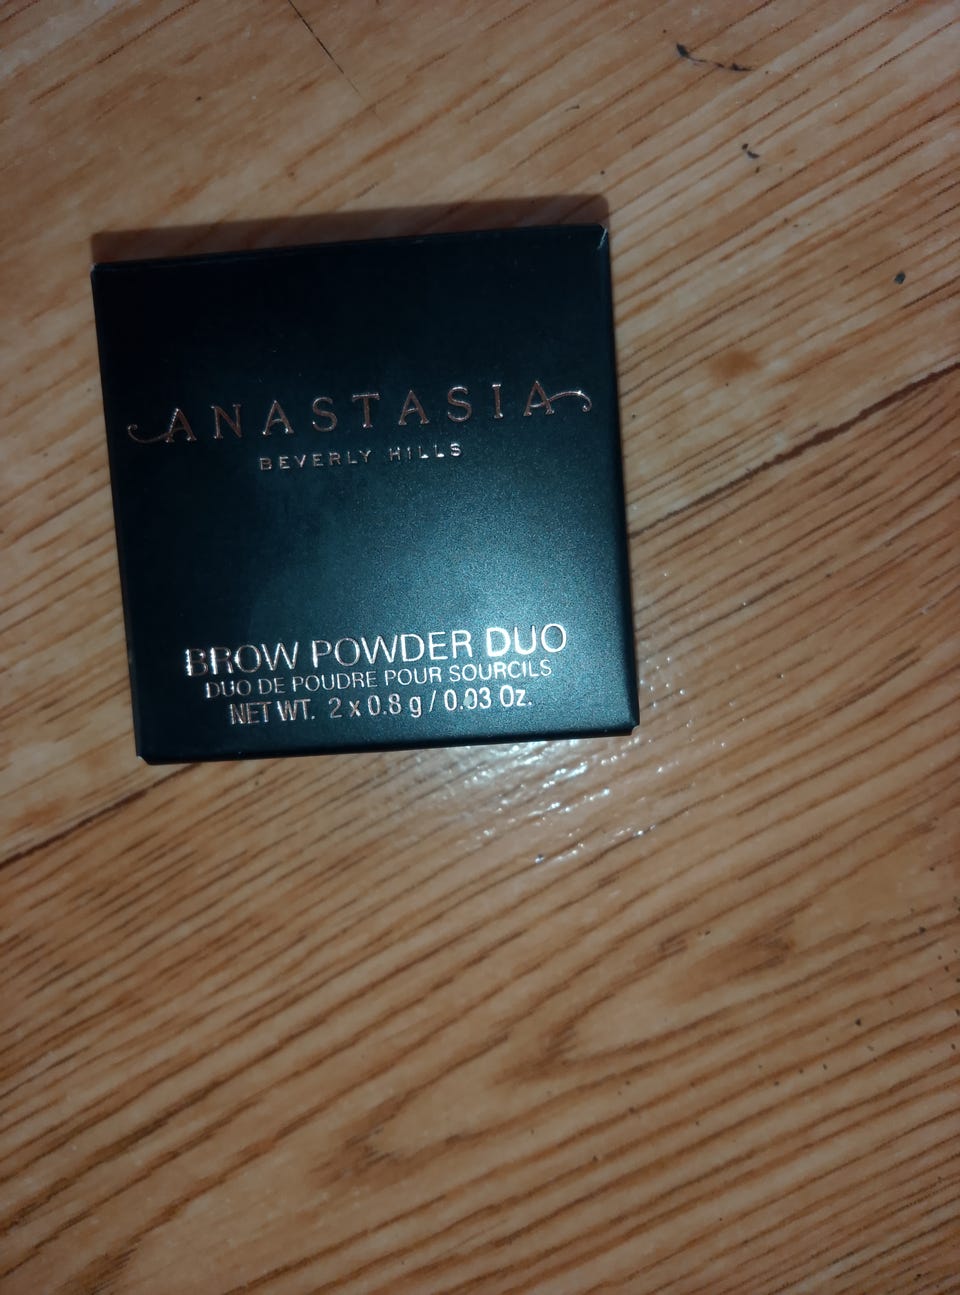 ANASTASIA
BEVERLY HILLS
BROW POWDER DUO
DUO DE POUDRE POUR SOURCILS
NET WT. 2 x 0.8 g / 0.03 Oz.